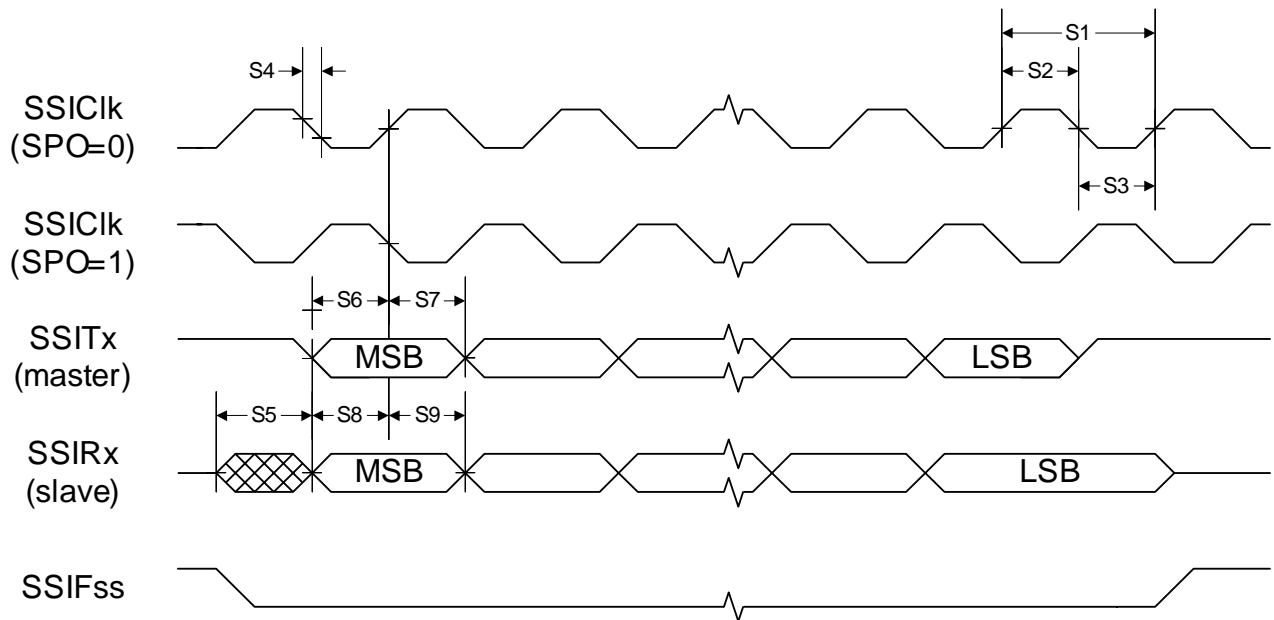 S1
S4
S2
SSIClk
(SPO=0)
S3
SSIClk
(SPO=1)
S6
S7
SSITx
(master)
MSB
LSB
S5
S8
S9
SSIRx
(slave)
MSB
LSB
SSIFss